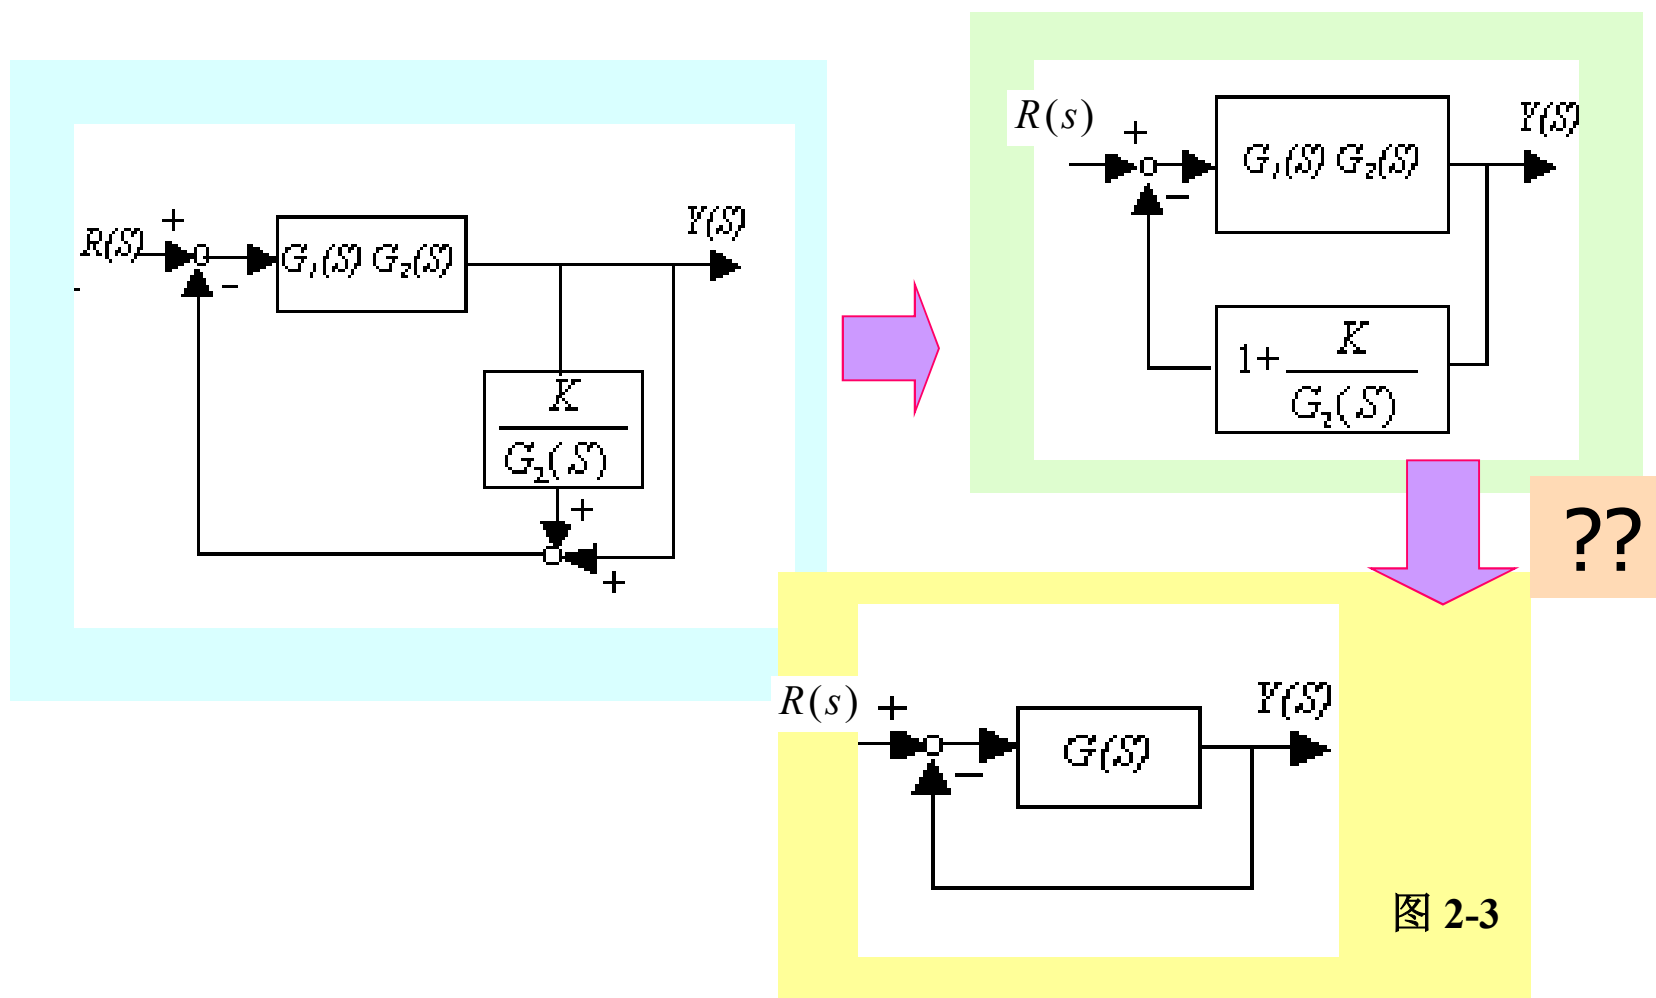 R(S)
+
-
G₁(S) G₂(S)
Y(S)
K
G₂(S)
+
+
R(s)
+
-
G₁(S) G₂(S)
Y(S)
1+ K
G₂(S)
??
R(s)
+
-
G(S)
Y(S)
图 2-3